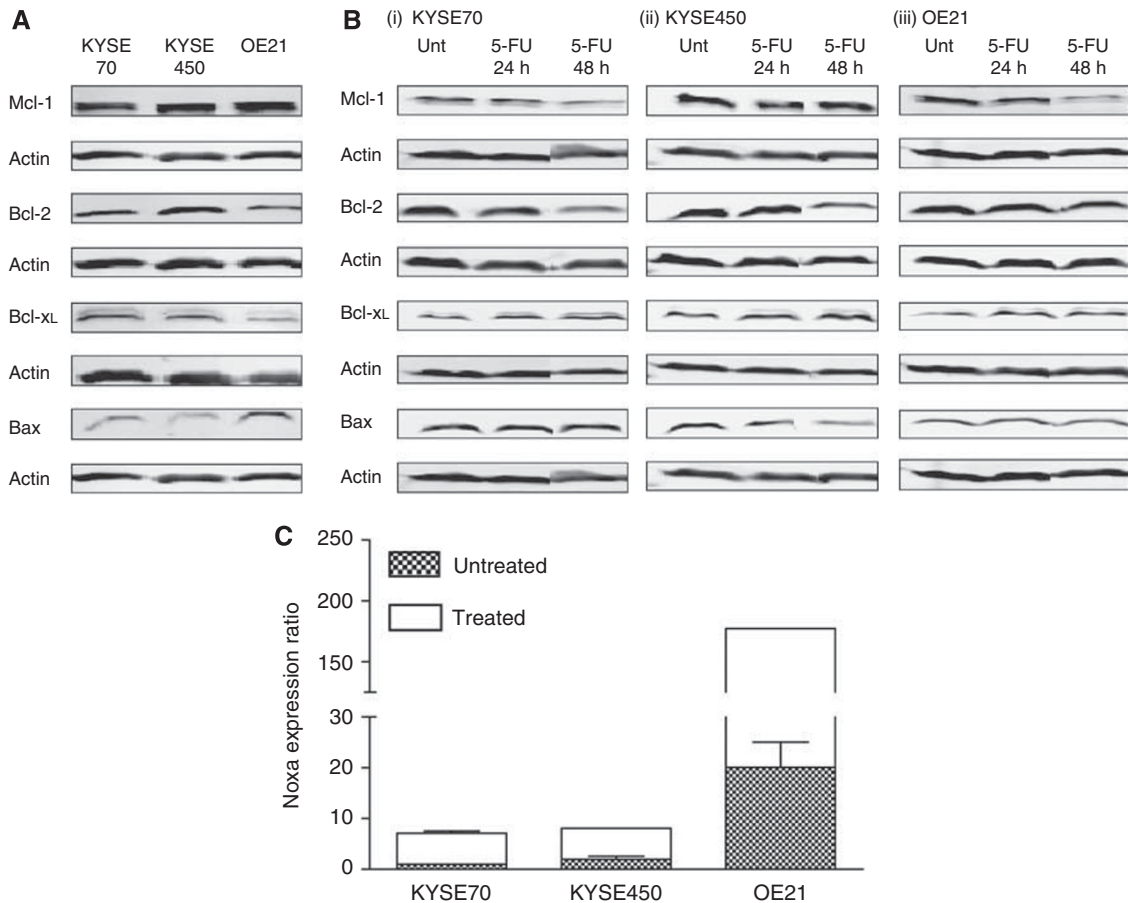 A
KYSE 70
KYSE 450
OE21
Mcl-1
Actin
Bcl-2
Actin
Bcl-xL
Actin
Bax
Actin
B
(i) KYSE70
(ii) KYSE450
(iii) OE21
Unt
5-FU 24 h
5-FU 48 h
Unt
5-FU 24 h
5-FU 48 h
Unt
5-FU 24 h
5-FU 48 h
Mcl-1
Actin
Bcl-2
Actin
Bcl-xL
Actin
Bax
Actin
C
Noxa expression ratio
250
200
150
30
20
10
0
Untreated
Treated
KYSE70
KYSE450
OE21